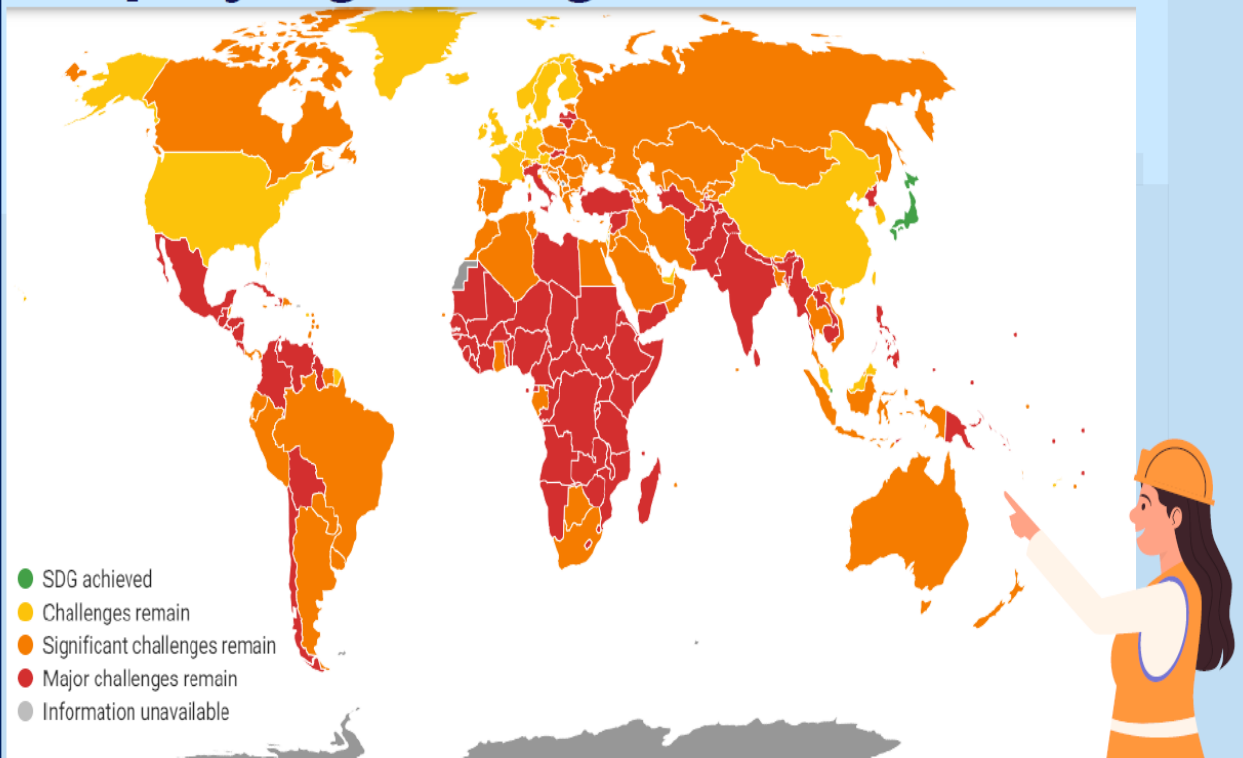 SDG achieved
Challenges remain
Significant challenges remain
Major challenges remain
Information unavailable